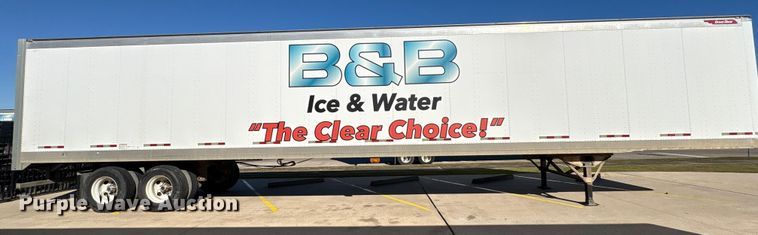 B&B
Ice & Water
"The Clear Choice!"
Purple Wave Auction